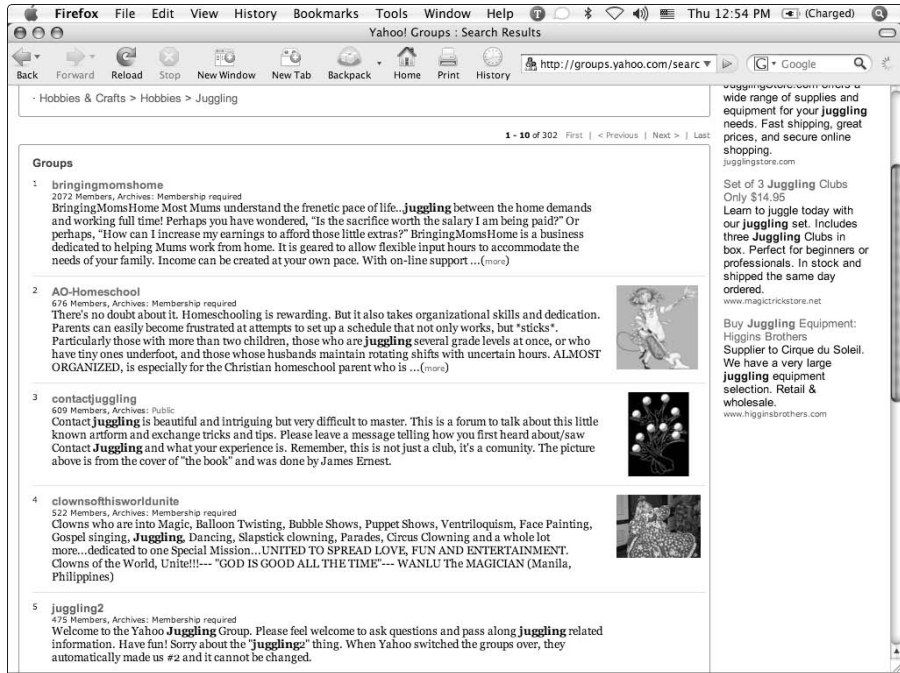 Firefox File Edit View History Bookmarks Tools Window Help Thu 12:54 PM (Charged)
Yahoo! Groups : Search Results
Back Forward Reload Stop New Window New Tab Backpack Home Print History http://groups.yahoo.com/searc G Google
· Hobbies & Crafts > Hobbies > Juggling
1 - 10 of 302 First | < Previous | Next > | Last
Groups
1 bringingmomshome
2072 Members, Archives: Membership required
BringingMomsHome Most Mums understand the frenetic pace of life...juggling between the home demands
and working full time! Perhaps you have wondered, “Is the sacrifice worth the salary I am being paid?” Or
perhaps, “How can I increase my earnings to afford those little extras?” BringingMomsHome is a business
dedicated to helping Mums work from home. It is geared to allow flexible input hours to accommodate the
needs of your family. Income can be created at your own pace. With on-line support ...(more)
2 AO-Homeschool
676 Members, Archives: Membership required
There's no doubt about it. Homeschooling is rewarding. But it also takes organizational skills and dedication.
Parents can easily become frustrated at attempts to set up a schedule that not only works, but *sticks*.
Particularly those with more than two children, those who are juggling several grade levels at once, or who
have tiny ones underfoot, and those whose husbands maintain rotating shifts with uncertain hours. ALMOST
ORGANIZED, is especially for the Christian homeschool parent who is ...(more)
3 contactjuggling
609 Members, Archives: Public
Contact juggling is beautiful and intriguing but very difficult to master. This is a forum to talk about this little
known artform and exchange tricks and tips. Please leave a message telling how you first heard about/saw
Contact Juggling and what your experience is. Remember, this is not just a club, it's a comunity. The picture
above is from the cover of "the book" and was done by James Ernest.
4 clownsofthisworldunite
522 Members, Archives: Membership required
Clowns who are into Magic, Balloon Twisting, Bubble Shows, Puppet Shows, Ventriloquism, Face Painting,
Gospel singing, Juggling, Dancing, Slapstick clowning, Parades, Circus Clowning and a whole lot
more...dedicated to one Special Mission...UNITED TO SPREAD LOVE, FUN AND ENTERTAINMENT.
Clowns of the World, Unite!!!--- "GOD IS GOOD ALL THE TIME"--- WANLU The MAGICIAN (Manila,
Philippines)
5 juggling2
475 Members, Archives: Membership required
Welcome to the Yahoo Juggling Group. Please feel welcome to ask questions and pass along juggling related
information. Have fun! Sorry about the "juggling2" thing. When Yahoo switched the groups over, they
automatically made us #2 and it cannot be changed.
JugglingStore.com offers a
wide range of supplies and
equipment for your juggling
needs. Fast shipping, great
prices, and secure online
shopping.
jugglingstore.com
Set of 3 Juggling Clubs
Only $14.95
Learn to juggle today with
our juggling set. Includes
three Juggling Clubs in
box. Perfect for beginners or
professionals. In stock and
shipped the same day
ordered.
www.magictrickstore.net
Buy Juggling Equipment:
Higgins Brothers
Supplier to Cirque du Soleil.
We have a very large
juggling equipment
selection. Retail &
wholesale.
www.higginsbrothers.com